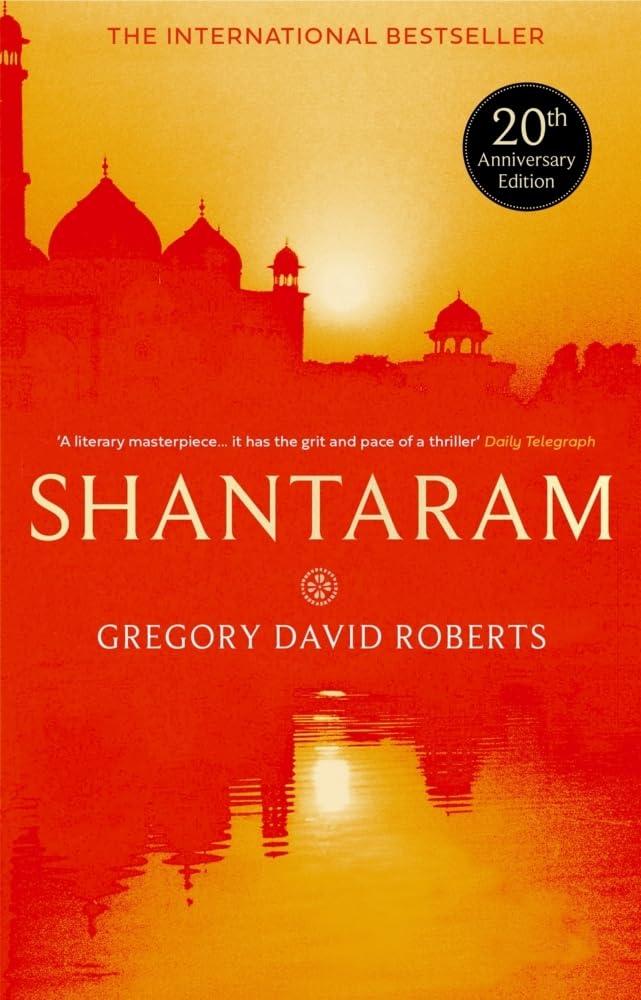 THE INTERNATIONAL BESTSELLER
20th
Anniversary
Edition
'A literary masterpiece... it has the grit and pace of a thriller' Daily Telegraph
SHANTARAM
GREGORY DAVID ROBERTS